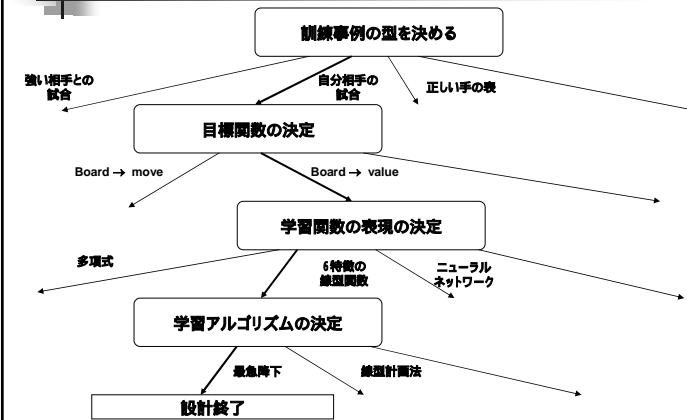 訓練事例の型を決める
強い相手との
試合
自分相手の
試合
正しい手の表
目標関数の決定
Board → move
Board → value
学習関数の表現の決定
多項式
6特徴の
線型関数
ニューラル
ネットワーク
学習アルゴリズムの決定
最急降下
線型計画法
設計終了